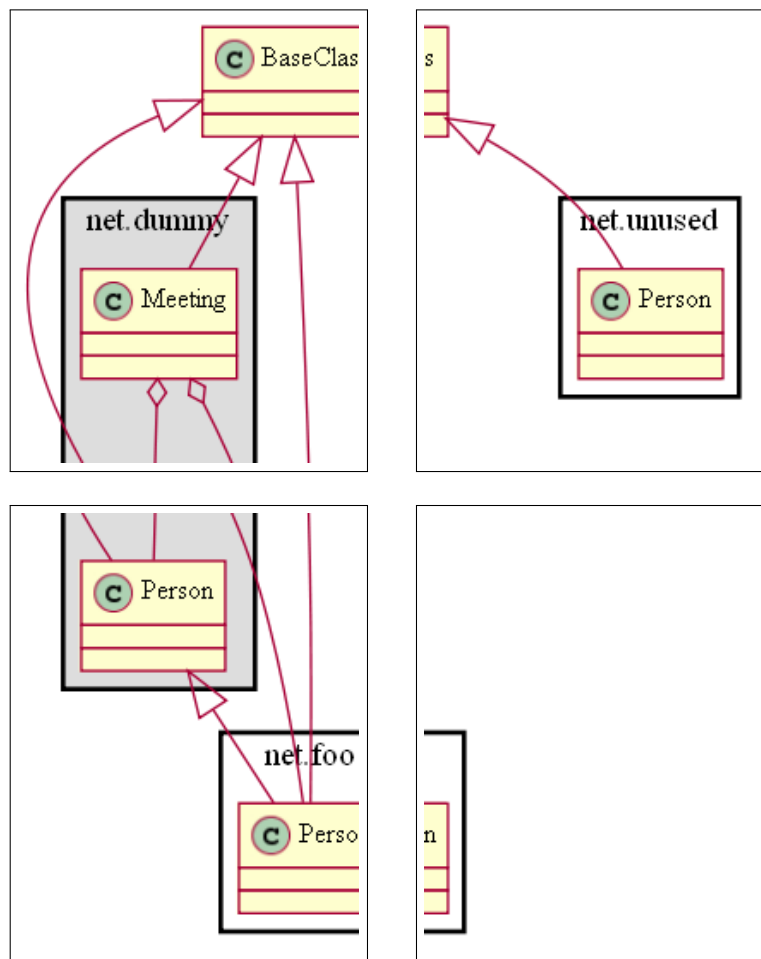 C BaseClas
s
net.dummy
C Meeting
net.unused
C Person
C Person
net.foo
C Perso
n